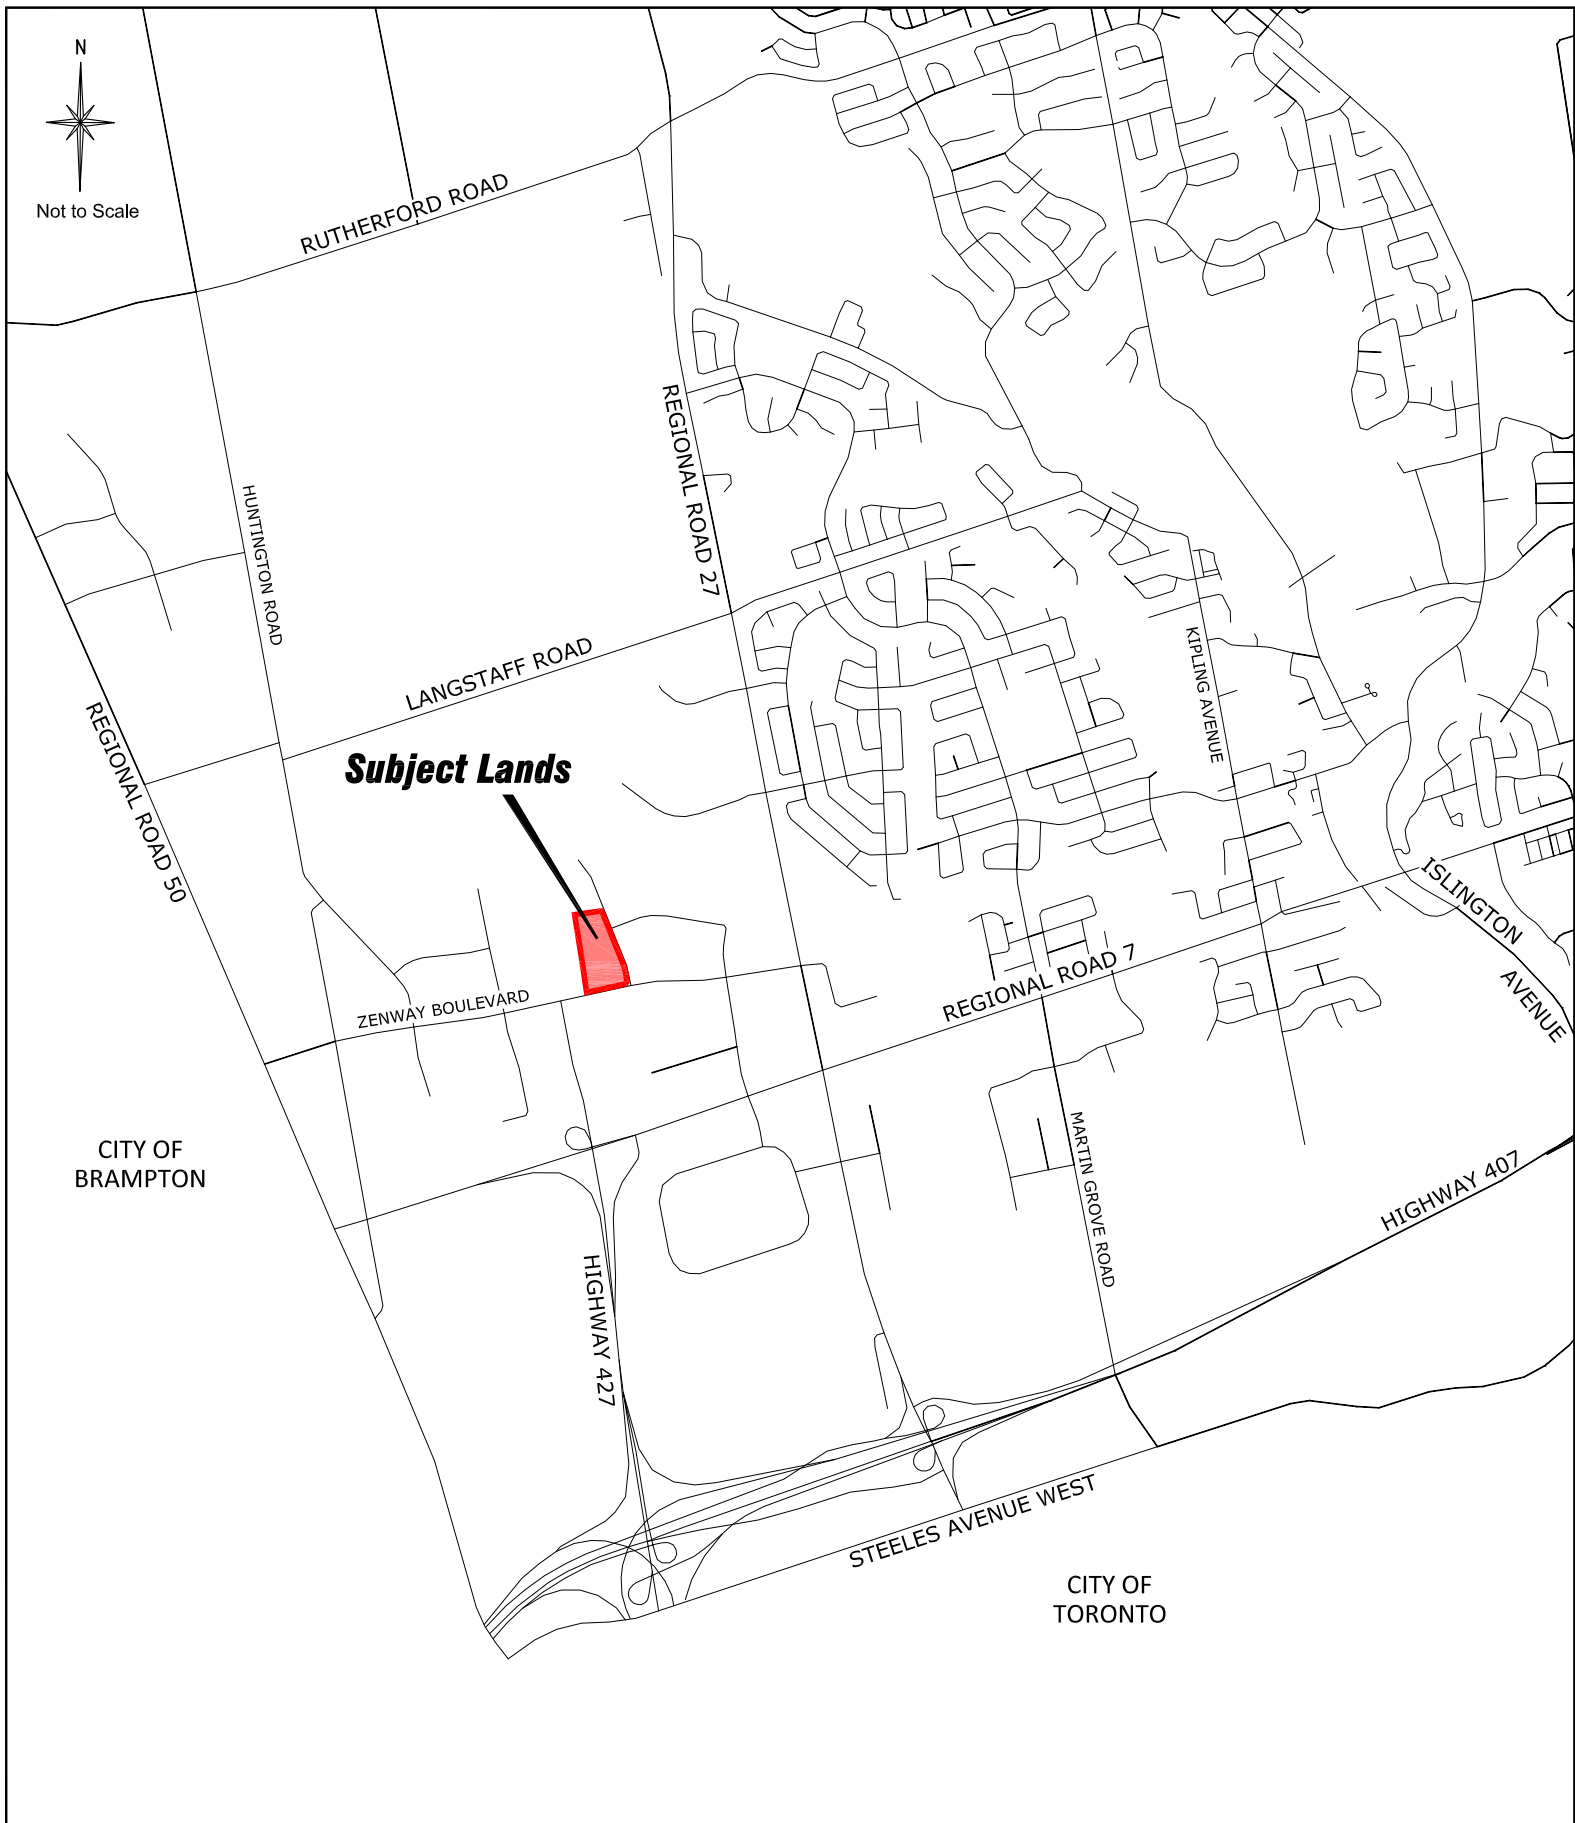 N
Not to Scale
RUTHERFORD ROAD
REGIONAL ROAD 27
HUNTINGTON ROAD
LANGSTAFF ROAD
KIPLING AVENUE
REGIONAL ROAD 50
Subject Lands
ISLINGTON
AVENUE
ZENWAY BOULEVARD
REGIONAL ROAD 7
CITY OF
BRAMPTON
MARTIN GROVE ROAD
HIGHWAY 407
HIGHWAY 427
STEELES AVENUE WEST
CITY OF
TORONTO